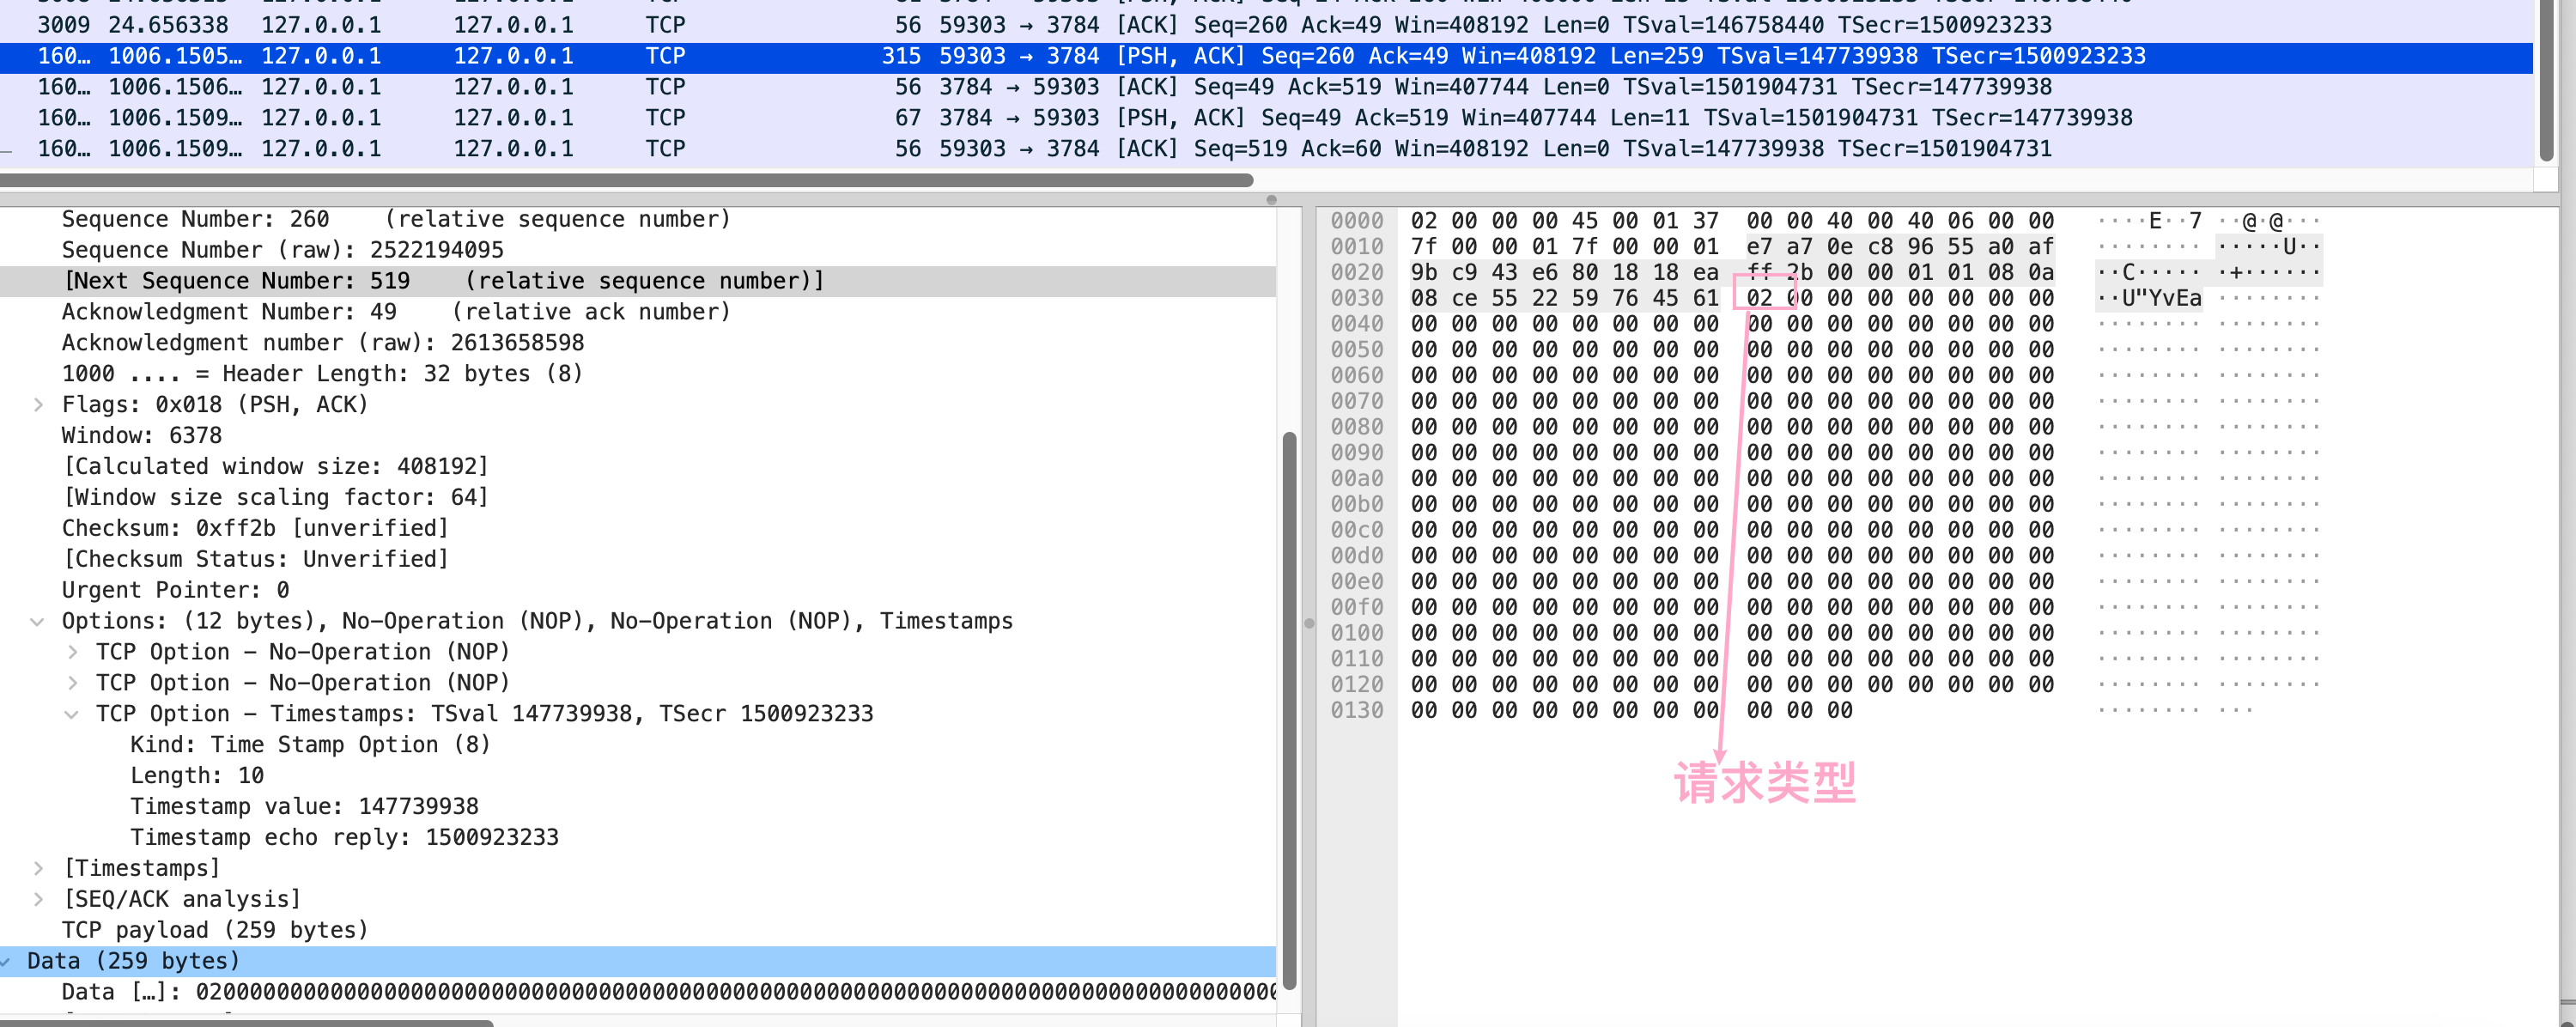 3009 24.656338 127.0.0.1 127.0.0.1 TCP 56 59303 → 3784 [ACK] Seq=260 Ack=49 Win=408192 Len=0 TSval=146758440 TSecr=1500923233
160… 1006.1505… 127.0.0.1 127.0.0.1 TCP 315 59303 → 3784 [PSH, ACK] Seq=260 Ack=49 Win=408192 Len=259 TSval=147739938 TSecr=1500923233
160… 1006.1506… 127.0.0.1 127.0.0.1 TCP 56 3784 → 59303 [ACK] Seq=49 Ack=519 Win=407744 Len=0 TSval=1501904731 TSecr=147739938
160… 1006.1509… 127.0.0.1 127.0.0.1 TCP 67 3784 → 59303 [PSH, ACK] Seq=49 Ack=519 Win=407744 Len=11 TSval=1501904731 TSecr=147739938
160… 1006.1509… 127.0.0.1 127.0.0.1 TCP 56 59303 → 3784 [ACK] Seq=519 Ack=60 Win=408192 Len=0 TSval=147739938 TSecr=1501904731
Sequence Number: 260 (relative sequence number)
Sequence Number (raw): 2522194095
[Next Sequence Number: 519 (relative sequence number)]
Acknowledgment Number: 49 (relative ack number)
Acknowledgment number (raw): 2613658598
1000 .... = Header Length: 32 bytes (8)
Flags: 0x018 (PSH, ACK)
Window: 6378
[Calculated window size: 408192]
[Window size scaling factor: 64]
Checksum: 0xff2b [unverified]
[Checksum Status: Unverified]
Urgent Pointer: 0
Options: (12 bytes), No-Operation (NOP), No-Operation (NOP), Timestamps
TCP Option – No-Operation (NOP)
TCP Option – No-Operation (NOP)
TCP Option – Timestamps: TSval 147739938, TSecr 1500923233
Kind: Time Stamp Option (8)
Length: 10
Timestamp value: 147739938
Timestamp echo reply: 1500923233
[Timestamps]
[SEQ/ACK analysis]
TCP payload (259 bytes)
Data (259 bytes)
Data […]: 020000000000000000000000000000000000000000000000000000000000000000000000000000000
0000 02 00 00 00 45 00 01 37 00 00 40 00 40 06 00 00 ····E··7 ··@·@···
0010 7f 00 00 01 7f 00 00 01 e7 a7 0e c8 96 55 a0 af ········ ·····U··
0020 9b c9 43 e6 80 18 18 ea ff 2b 00 00 01 01 08 0a ··C····· ·+······
0030 08 ce 55 22 59 76 45 61 02 00 00 00 00 00 00 00 ··U"YvEa ········
0040 00 00 00 00 00 00 00 00 00 00 00 00 00 00 00 00 ········ ········
0050 00 00 00 00 00 00 00 00 00 00 00 00 00 00 00 00 ········ ········
0060 00 00 00 00 00 00 00 00 00 00 00 00 00 00 00 00 ········ ········
0070 00 00 00 00 00 00 00 00 00 00 00 00 00 00 00 00 ········ ········
0080 00 00 00 00 00 00 00 00 00 00 00 00 00 00 00 00 ········ ········
0090 00 00 00 00 00 00 00 00 00 00 00 00 00 00 00 00 ········ ········
00a0 00 00 00 00 00 00 00 00 00 00 00 00 00 00 00 00 ········ ········
00b0 00 00 00 00 00 00 00 00 00 00 00 00 00 00 00 00 ········ ········
00c0 00 00 00 00 00 00 00 00 00 00 00 00 00 00 00 00 ········ ········
00d0 00 00 00 00 00 00 00 00 00 00 00 00 00 00 00 00 ········ ········
00e0 00 00 00 00 00 00 00 00 00 00 00 00 00 00 00 00 ········ ········
00f0 00 00 00 00 00 00 00 00 00 00 00 00 00 00 00 00 ········ ········
0100 00 00 00 00 00 00 00 00 00 00 00 00 00 00 00 00 ········ ········
0110 00 00 00 00 00 00 00 00 00 00 00 00 00 00 00 00 ········ ········
0120 00 00 00 00 00 00 00 00 00 00 00 00 00 00 00 00 ········ ········
0130 00 00 00 00 00 00 00 00 00 00 00 ········ ···
请求类型